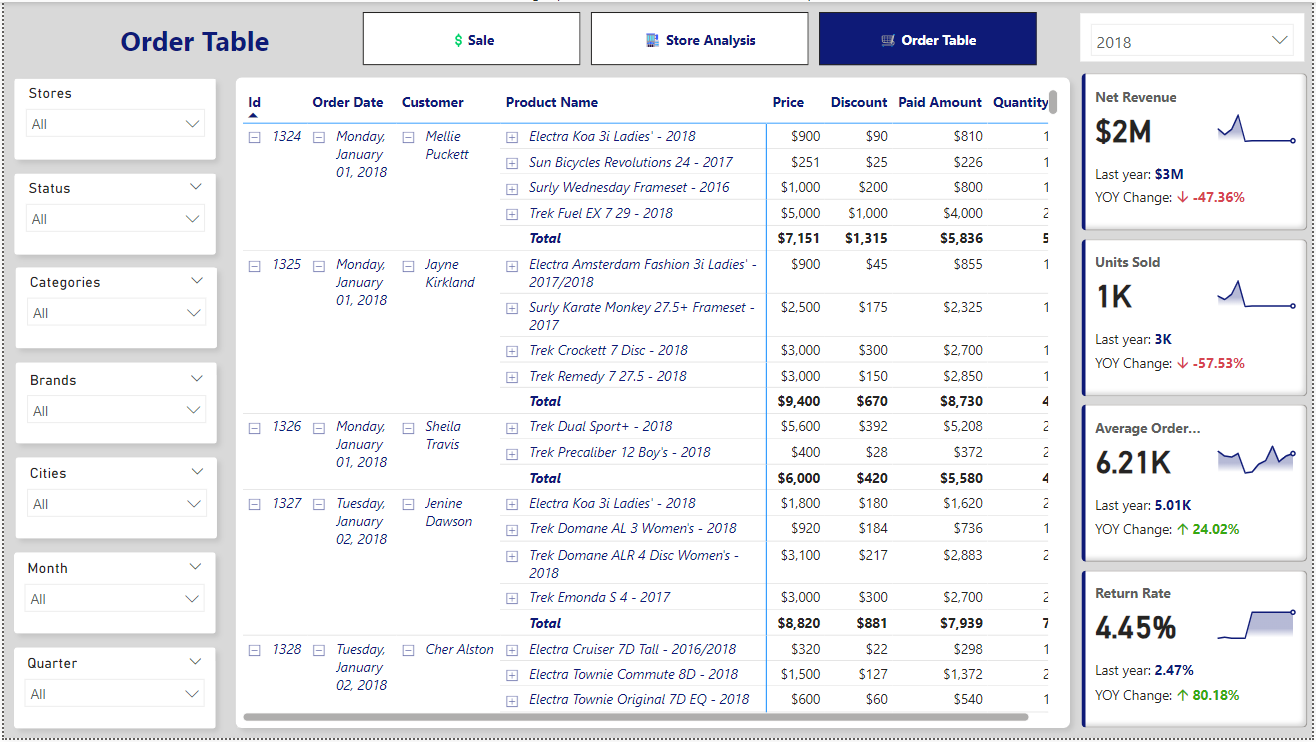 Order Table
Sale
Store Analysis
Order Table
2018
Stores
All
Status
All
Categories
All
Brands
All
Cities
All
Month
All
Quarter
All
Id Order Date Customer Product Name Price Discount Paid Amount Quantity
1324 Monday, Mellie Electra Koa 3i Ladies' - 2018 $900 $90 $810 1
January Puckett Sun Bicycles Revolutions 24 - 2017 $251 $25 $226 1
01, 2018 Surly Wednesday Frameset - 2016 $1,000 $200 $800 1
Trek Fuel EX 7 29 - 2018 $5,000 $1,000 $4,000 2
Total $7,151 $1,315 $5,836 5
1325 Monday, Jayne Electra Amsterdam Fashion 3i Ladies' - $900 $45 $855 1
January Kirkland 2017/2018
01, 2018 Surly Karate Monkey 27.5+ Frameset - $2,500 $175 $2,325 1
2017
Trek Crockett 7 Disc - 2018 $3,000 $300 $2,700 1
Trek Remedy 7 27.5 - 2018 $3,000 $150 $2,850 1
Total $9,400 $670 $8,730 4
1326 Monday, Sheila Trek Dual Sport+ - 2018 $5,600 $392 $5,208 2
January Travis Trek Precaliber 12 Boy's - 2018 $400 $28 $372 2
01, 2018
Total $6,000 $420 $5,580 4
1327 Tuesday, Jenine Electra Koa 3i Ladies' - 2018 $1,800 $180 $1,620 2
January Dawson Trek Domane AL 3 Women's - 2018 $920 $184 $736 1
02, 2018 Trek Domane ALR 4 Disc Women's - $3,100 $217 $2,883 2
2018
Trek Emonda S 4 - 2017 $3,000 $300 $2,700 2
Total $8,820 $881 $7,939 7
1328 Tuesday, Cher Alston Electra Cruiser 7D Tall - 2016/2018 $320 $22 $298 1
January Electra Townie Commute 8D - 2018 $1,500 $127 $1,372 2
02, 2018 Electra Townie Original 7D EQ - 2018 $600 $60 $540 1
Net Revenue
$2M
Last year: $3M
YOY Change: ↓ -47.36%
Units Sold
1K
Last year: 3K
YOY Change: ↓ -57.53%
Average Order...
6.21K
Last year: 5.01K
YOY Change: ↑ 24.02%
Return Rate
4.45%
Last year: 2.47%
YOY Change: ↑ 80.18%